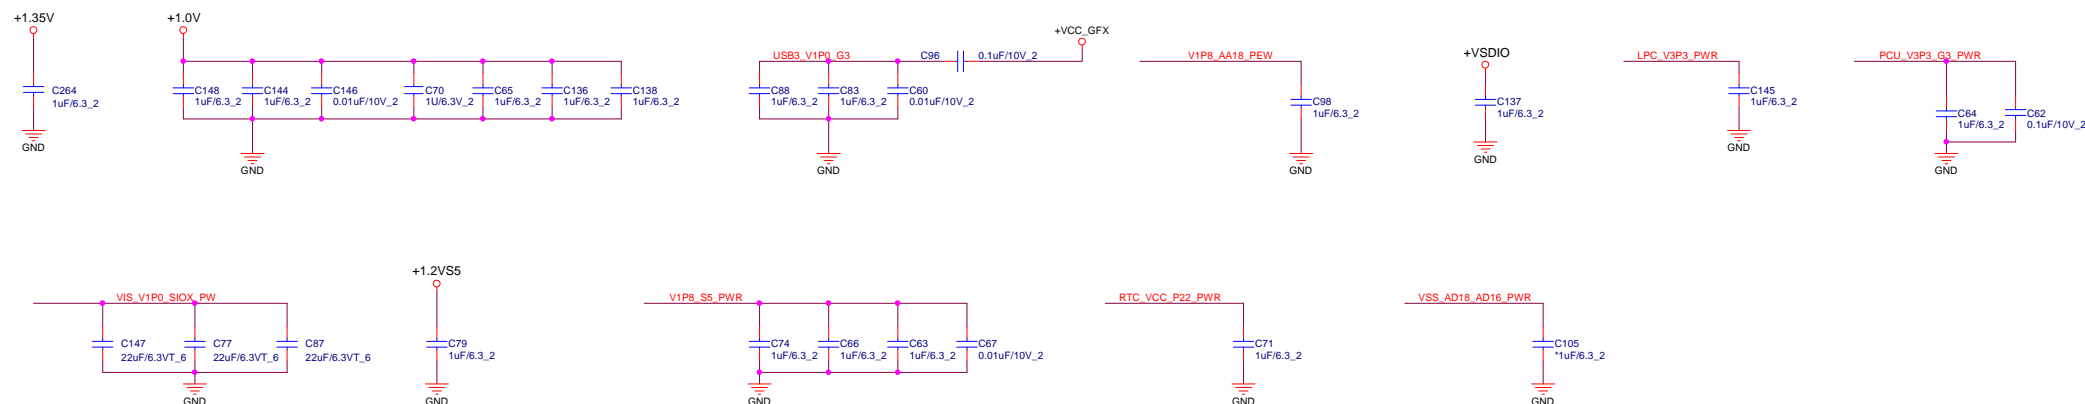 +1.35V
C264
1uF/6.3_2
GND
+1.0V
C148
1uF/6.3_2
C144
1uF/6.3_2
C146
0.01uF/10V_2
C70
1U/6.3V_2
C65
1uF/6.3_2
C136
1uF/6.3_2
C138
1uF/6.3_2
GND
USB3_V1P0_G3
C96
0.1uF/10V_2
+VCC_GFX
C88
1uF/6.3_2
C83
1uF/6.3_2
C60
0.01uF/10V_2
GND
V1P8_AA18_PEW
C98
1uF/6.3_2
GND
+VSDIO
C137
1uF/6.3_2
GND
LPC_V3P3_PWR
C145
1uF/6.3_2
GND
PCU_V3P3_G3_PWR
C64
1uF/6.3_2
C62
0.1uF/10V_2
GND
VIS_V1P0_SIOX_PW
C147
22uF/6.3VT_6
C77
22uF/6.3VT_6
C87
22uF/6.3VT_6
GND
+1.2VS5
C79
1uF/6.3_2
GND
V1P8_S5_PWR
C74
1uF/6.3_2
C66
1uF/6.3_2
C63
1uF/6.3_2
C67
0.01uF/10V_2
GND
RTC_VCC_P22_PWR
C71
1uF/6.3_2
GND
VSS_AD18_AD16_PWR
C105
*1uF/6.3_2
GND